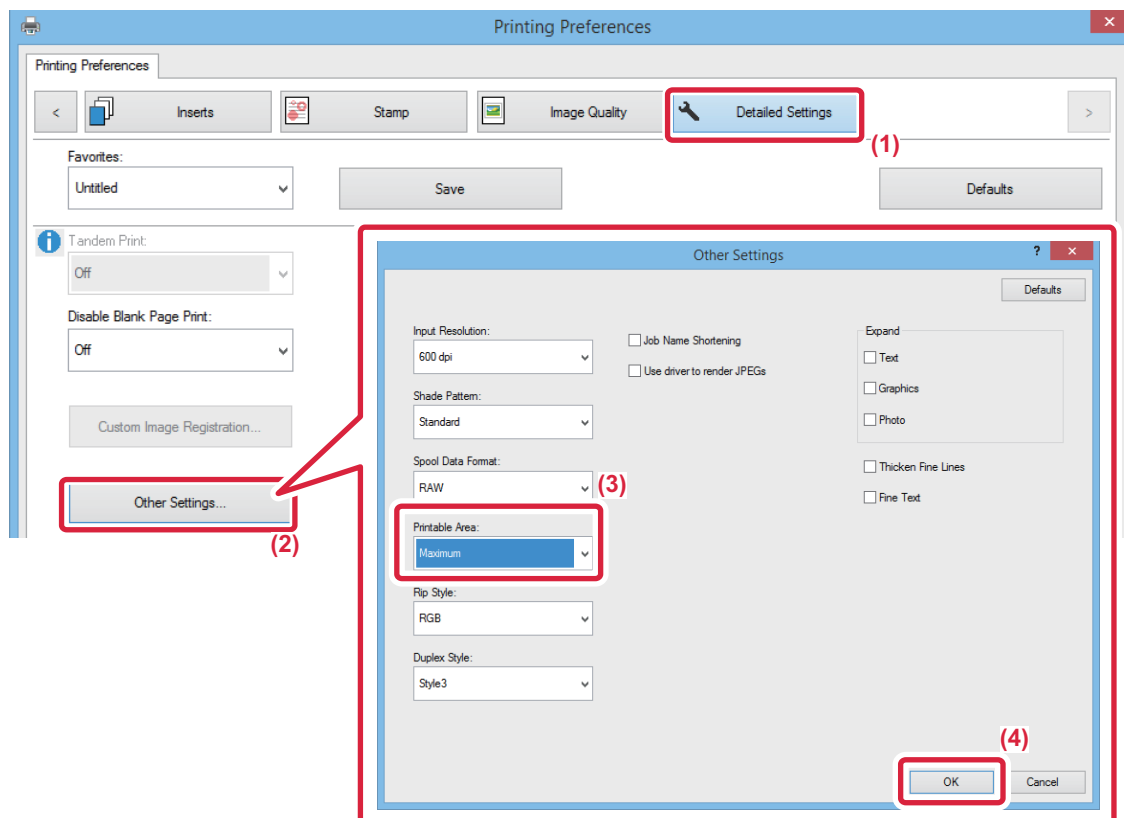 Printing Preferences
Printing Preferences
< Inserts Stamp Image Quality Detailed Settings >
(1)
Favorites:
Untitled Save Defaults
Tandem Print:
Off
Disable Blank Page Print:
Off
Custom Image Registration...
Other Settings...
(2)
Other Settings ?
Defaults
Input Resolution:
600 dpi
Shade Pattern:
Standard
Spool Data Format:
RAW
(3)
Printable Area:
Maximum
Rip Style:
RGB
Duplex Style:
Style3
Job Name Shortening
Use driver to render JPEGs
Expand
Text
Graphics
Photo
Thicken Fine Lines
Fine Text
(4)
OK Cancel